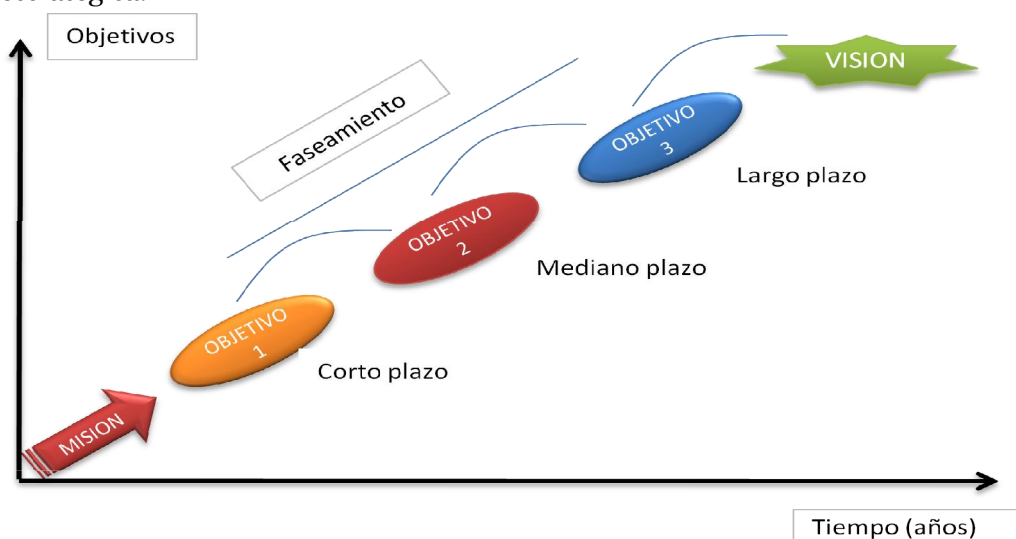 Objetivos
VISION
Faseamiento
OBJETIVO
3
Largo plazo
OBJETIVO
2
Mediano plazo
OBJETIVO
1
Corto plazo
MISION
Tiempo (años)